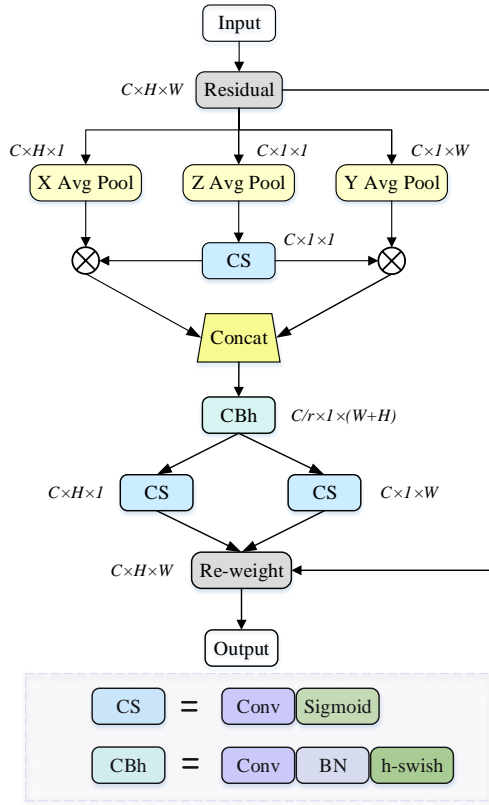 Input
C×H×W
Residual
C×H×1
C×1×1
C×1×W
X Avg Pool
Z Avg Pool
Y Avg Pool
C×1×1
CS
Concat
CBh
C/r×1×(W+H)
C×H×1
CS
CS
C×1×W
C×H×W
Re-weight
Output
CS = Conv Sigmoid
CBh = Conv BN h-swish